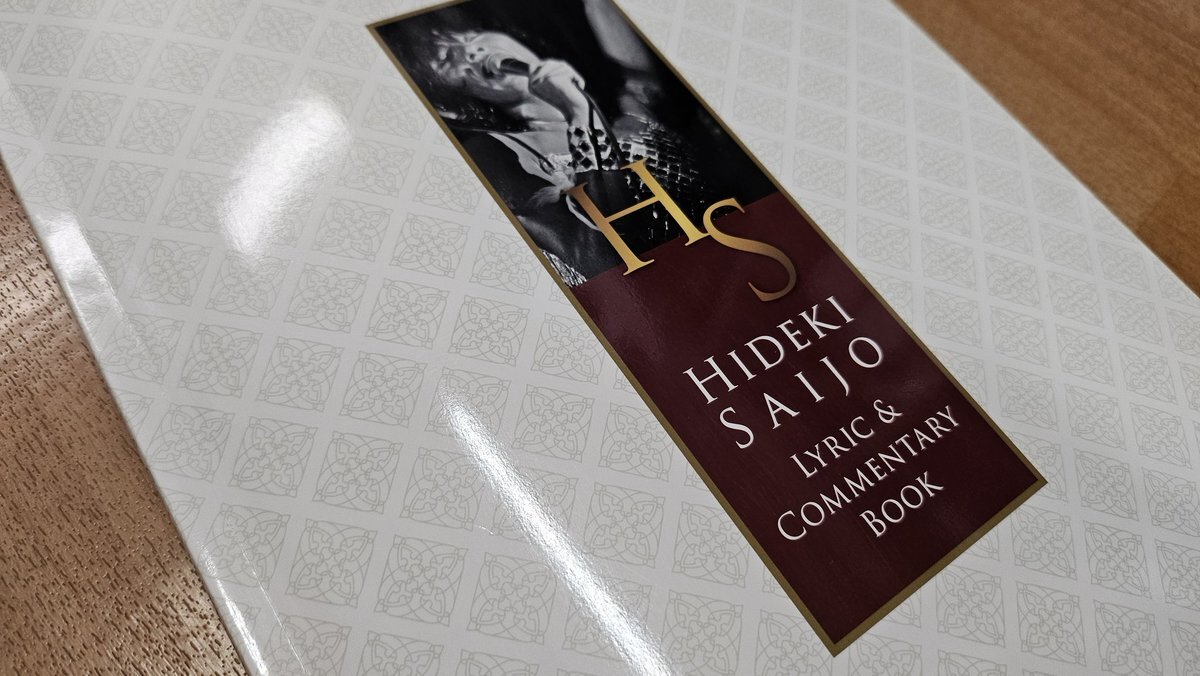 HS
HIDEKI
SAIJO
LYRIC &
COMMENTARY
BOOK